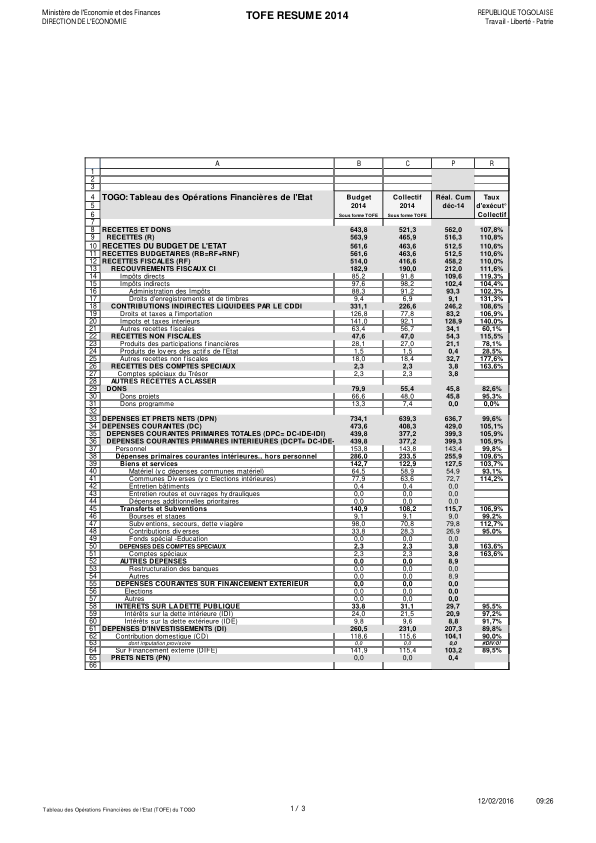 Ministère de l'Economie et des Finances
DIRECTION DE L'ECONOMIE
TOFE RESUME 2014
REPUBLIQUE TOGOLAISE
Travail - Liberté - Patrie
A B C P R
1
2
3
4 TOGO: Tableau des Opérations Financières de l'Etat Budget Collectif Réal. Cum Taux
5 2014 2014 déc-14 d'exécut°
6 Sous forme TOFE Sous forme TOFE Collectif
7
8 RECETTES ET DONS 643,8 521,3 562,0 107,8%
9 RECETTES (R) 563,9 465,9 516,3 110,8%
10 RECETTES DU BUDGET DE L'ETAT 561,6 463,6 512,5 110,6%
11 RECETTES BUDGETAIRES (RB=RF+RNF) 561,6 463,6 512,5 110,6%
12 RECETTES FISCALES (RF) 514,0 416,6 458,2 110,0%
13 RECOUVREMENTS FISCAUX CI 182,9 190,0 212,0 111,6%
14 Impôts directs 85,2 91,8 109,6 119,3%
15 Impôts indirects 97,6 98,2 102,4 104,4%
16 Administration des Impôts 88,3 91,2 93,3 102,3%
17 Droits d'enregistrements et de timbres 9,4 6,9 9,1 131,3%
18 CONTRIBUTIONS INDIRECTES LIQUIDEES PAR LE CDDI 331,1 226,6 246,2 108,6%
19 Droits et taxes a l'importation 126,8 77,8 83,2 106,9%
20 Impots et taxes interieurs 141,0 92,1 128,9 140,0%
21 Autres recettes fiscales 63,4 56,7 34,1 60,1%
22 RECETTES NON FISCALES 47,6 47,0 54,3 115,5%
23 Produits des participations financières 28,1 27,0 21,1 78,1%
24 Produits de loyers des actifs de l'Etat 1,5 1,5 0,4 28,5%
25 Autres recettes non fiscales 18,0 18,4 32,7 177,6%
26 RECETTES DES COMPTES SPECIAUX 2,3 2,3 3,8 163,6%
27 Comptes spéciaux du Trésor 2,3 2,3 3,8
28 AUTRES RECETTES A CLASSER
29 DONS 79,9 55,4 45,8 82,6%
30 Dons projets 66,6 48,0 45,8 95,3%
31 Dons programme 13,3 7,4 0,0 0,0%
32
33 DEPENSES ET PRETS NETS (DPN) 734,1 639,3 636,7 99,6%
34 DEPENSES COURANTES (DC) 473,6 408,3 429,0 105,1%
35 DEPENSES COURANTES PRIMAIRES TOTALES (DPC= DC-IDE-IDI) 439,8 377,2 399,3 105,9%
36 DEPENSES COURANTES PRIMAIRES INTERIEURES (DCPT= DC-IDE- 439,8 377,2 399,3 105,9%
37 Personnel 153,8 143,8 143,4 99,8%
38 Dépenses primaires courantes intérieures., hors personnel 286,0 233,5 255,9 109,6%
39 Biens et services 142,7 122,9 127,5 103,7%
40 Matériel (yc dépenses communes matériel) 64,5 58,9 54,9 93,1%
41 Communes Diverses (yc Elections intérieures) 77,9 63,6 72,7 114,2%
42 Entretien bâtiments 0,4 0,4 0,0
43 Entretien routes et ouvrages hydrauliques 0,0 0,0 0,0
44 Dépenses additionnelles prioritaires 0,0 0,0 0,0
45 Transferts et Subventions 140,9 108,2 115,7 106,9%
46 Bourses et stages 9,1 9,1 9,0 99,2%
47 Subventions, secours, dette viagère 98,0 70,8 79,8 112,7%
48 Contributions diverses 33,8 28,3 26,9 95,0%
49 Fonds spécial -Education 0,0 0,0 0,0
50 DEPENSES DES COMPTES SPECIAUX 2,3 2,3 3,8 163,6%
51 Comptes spéciaux 2,3 2,3 3,8 163,6%
52 AUTRES DEPENSES 0,0 0,0 8,9
53 Restructuration des banques 0,0 0,0 0,0
54 Autres 0,0 0,0 8,9
55 DEPENSES COURANTES SUR FINANCEMENT EXTERIEUR 0,0 0,0 0,0
56 Elections 0,0 0,0 0,0
57 Autres 0,0 0,0 0,0
58 INTERETS SUR LA DETTE PUBLIQUE 33,8 31,1 29,7 95,5%
59 Intérêts sur la dette intérieure (IDI) 24,0 21,5 20,9 97,2%
60 Intérêts sur la dette extérieure (IDE) 9,8 9,6 8,8 91,7%
61 DEPENSES D'INVESTISSEMENTS (DI) 260,5 231,0 207,3 89,8%
62 Contribution domestique (CD) 118,6 115,6 104,1 90,0%
63 dont imputation provisoire 0,0 0,0 0,0 #DIV/0!
64 Sur Financement externe (DIFE) 141,9 115,4 103,2 89,5%
65 PRETS NETS (PN) 0,0 0,0 0,4
66
12/02/2016 09:26
Tableau des Opérations Financières de l'Etat (TOFE) du TOGO
1 / 3